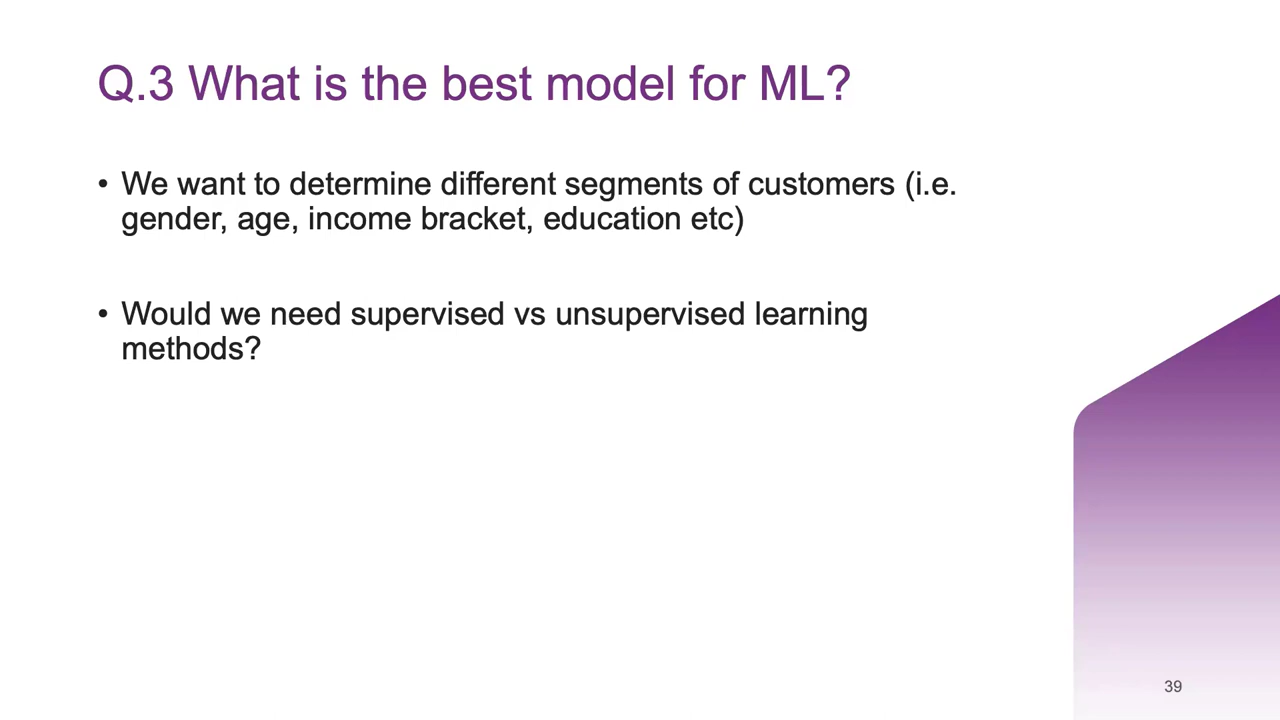 Q.3 What is the best model for ML?
• We want to determine different segments of customers (i.e.
gender, age, income bracket, education etc)
• Would we need supervised vs unsupervised learning
methods?
39